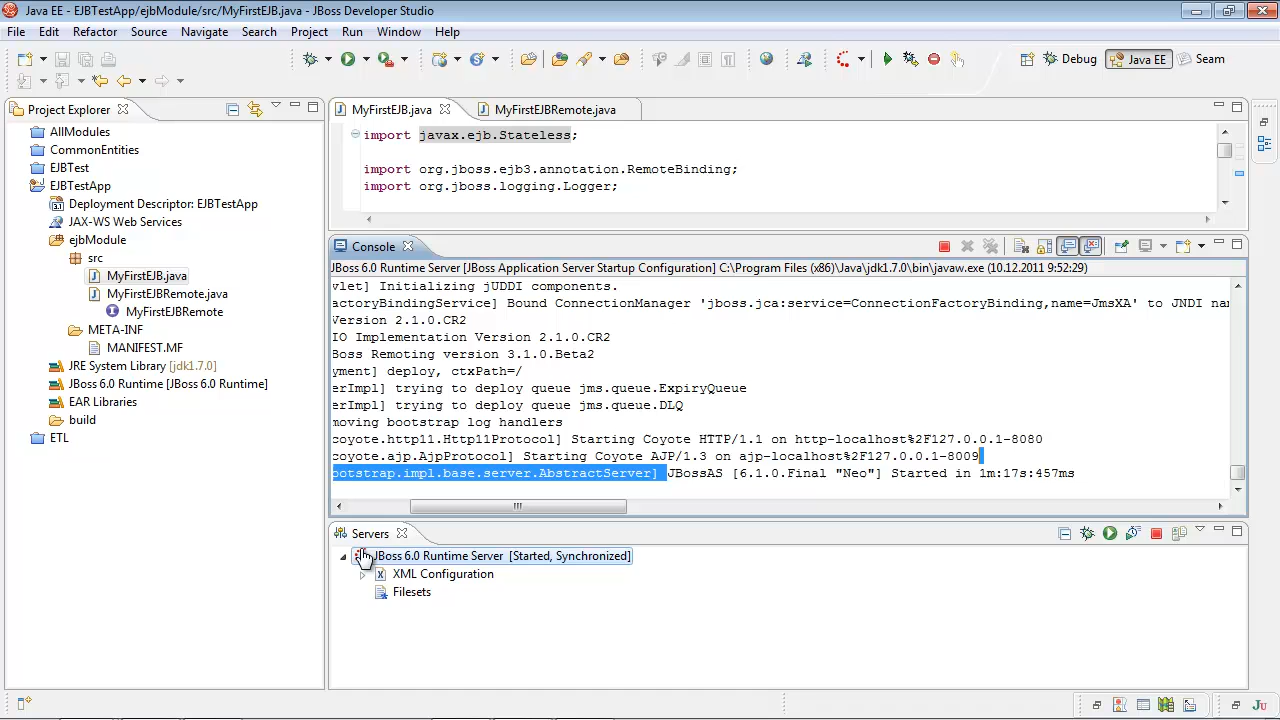 Java EE - EJBTestApp/ejbModule/src/MyFirstEJB.java - JBoss Developer Studio
File Edit Refactor Source Navigate Search Project Run Window Help
Debug Java EE Seam
Project Explorer
AllModules
CommonEntities
EJBTest
EJBTestApp
Deployment Descriptor: EJBTestApp
JAX-WS Web Services
ejbModule
src
MyFirstEJB.java
MyFirstEJBRemote.java
MyFirstEJBRemote
META-INF
MANIFEST.MF
JRE System Library [jdk1.7.0]
JBoss 6.0 Runtime [JBoss 6.0 Runtime]
EAR Libraries
build
ETL
MyFirstEJB.java MyFirstEJBRemote.java
import javax.ejb.Stateless;
import org.jboss.ejb3.annotation.RemoteBinding;
import org.jboss.logging.Logger;
Console
JBoss 6.0 Runtime Server [JBoss Application Server Startup Configuration] C:\Program Files (x86)\Java\jdk1.7.0\bin\javaw.exe (10.12.2011 9:52:29)
vlet] Initializing jUDDI components.
actoryBindingService] Bound ConnectionManager 'jboss.jca:service=ConnectionFactoryBinding,name=JmsXA' to JNDI nam
Version 2.1.0.CR2
IO Implementation Version 2.1.0.CR2
Boss Remoting version 3.1.0.Beta2
yment] deploy, ctxPath=/
erImpl] trying to deploy queue jms.queue.ExpiryQueue
erImpl] trying to deploy queue jms.queue.DLQ
moving bootstrap log handlers
coyote.http11.Http11Protocol] Starting Coyote HTTP/1.1 on http-localhost%2F127.0.0.1-8080
coyote.ajp.AjpProtocol] Starting Coyote AJP/1.3 on ajp-localhost%2F127.0.0.1-8009
ootstrap.impl.base.server.AbstractServer] JBossAS [6.1.0.Final "Neo"] Started in 1m:17s:457ms
Servers
JBoss 6.0 Runtime Server [Started, Synchronized]
XML Configuration
Filesets